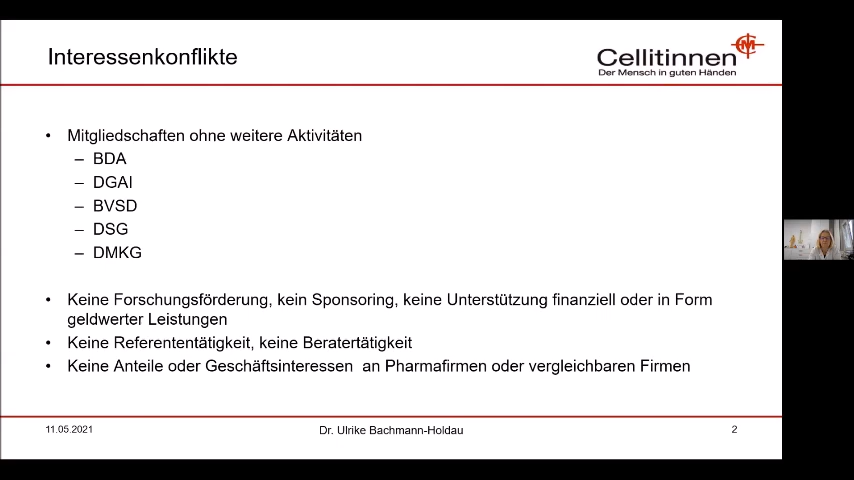 Interessenkonflikte
Cellitinnen
Der Mensch in guten Händen
• Mitgliedschaften ohne weitere Aktivitäten
– BDA
– DGAI
– BVSD
– DSG
– DMKG
• Keine Forschungsförderung, kein Sponsoring, keine Unterstützung finanziell oder in Form
geldwerter Leistungen
• Keine Referententätigkeit, keine Beratertätigkeit
• Keine Anteile oder Geschäftsinteressen an Pharmafirmen oder vergleichbaren Firmen
11.05.2021
Dr. Ulrike Bachmann-Holdau
2